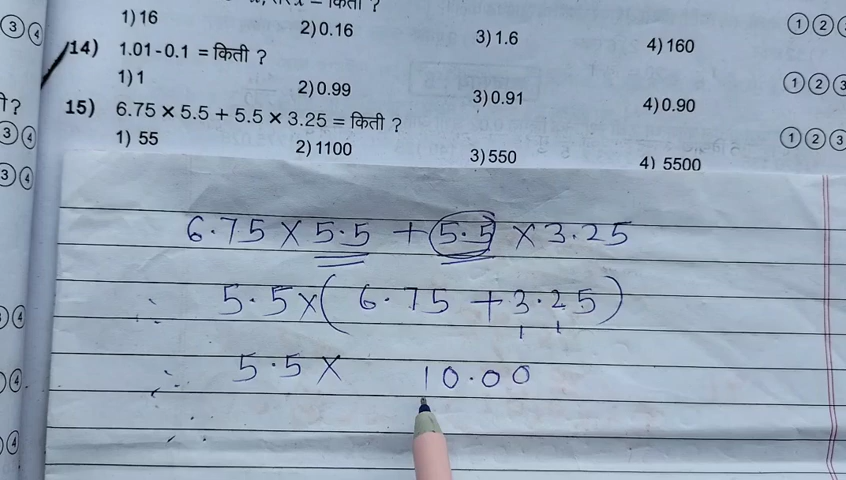 = किती ?
1) 16 2) 0.16 3) 1.6 4) 160
14) 1.01 - 0.1 = किती ?
1) 1 2) 0.99 3) 0.91 4) 0.90
15) 6.75 × 5.5 + 5.5 × 3.25 = किती ?
1) 55 2) 1100 3) 550 4) 5500
6.75 × 5.5 + 5.5 × 3.25
5.5 × ( 6.75 + 3.25 )
5.5 × 10.00